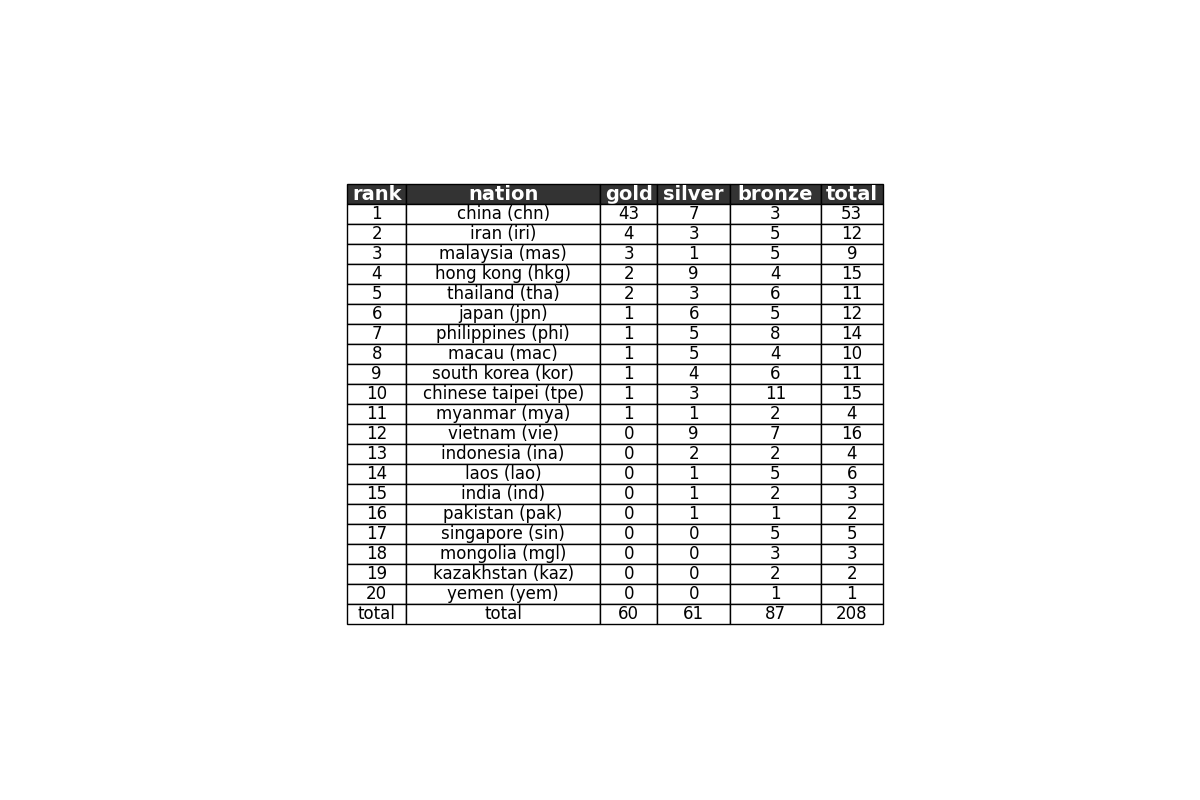 rank nation gold silver bronze total
1 china (chn) 43 7 3 53
2 iran (iri) 4 3 5 12
3 malaysia (mas) 3 1 5 9
4 hong kong (hkg) 2 9 4 15
5 thailand (tha) 2 3 6 11
6 japan (jpn) 1 6 5 12
7 philippines (phi) 1 5 8 14
8 macau (mac) 1 5 4 10
9 south korea (kor) 1 4 6 11
10 chinese taipei (tpe) 1 3 11 15
11 myanmar (mya) 1 1 2 4
12 vietnam (vie) 0 9 7 16
13 indonesia (ina) 0 2 2 4
14 laos (lao) 0 1 5 6
15 india (ind) 0 1 2 3
16 pakistan (pak) 0 1 1 2
17 singapore (sin) 0 0 5 5
18 mongolia (mgl) 0 0 3 3
19 kazakhstan (kaz) 0 0 2 2
20 yemen (yem) 0 0 1 1
total total 60 61 87 208